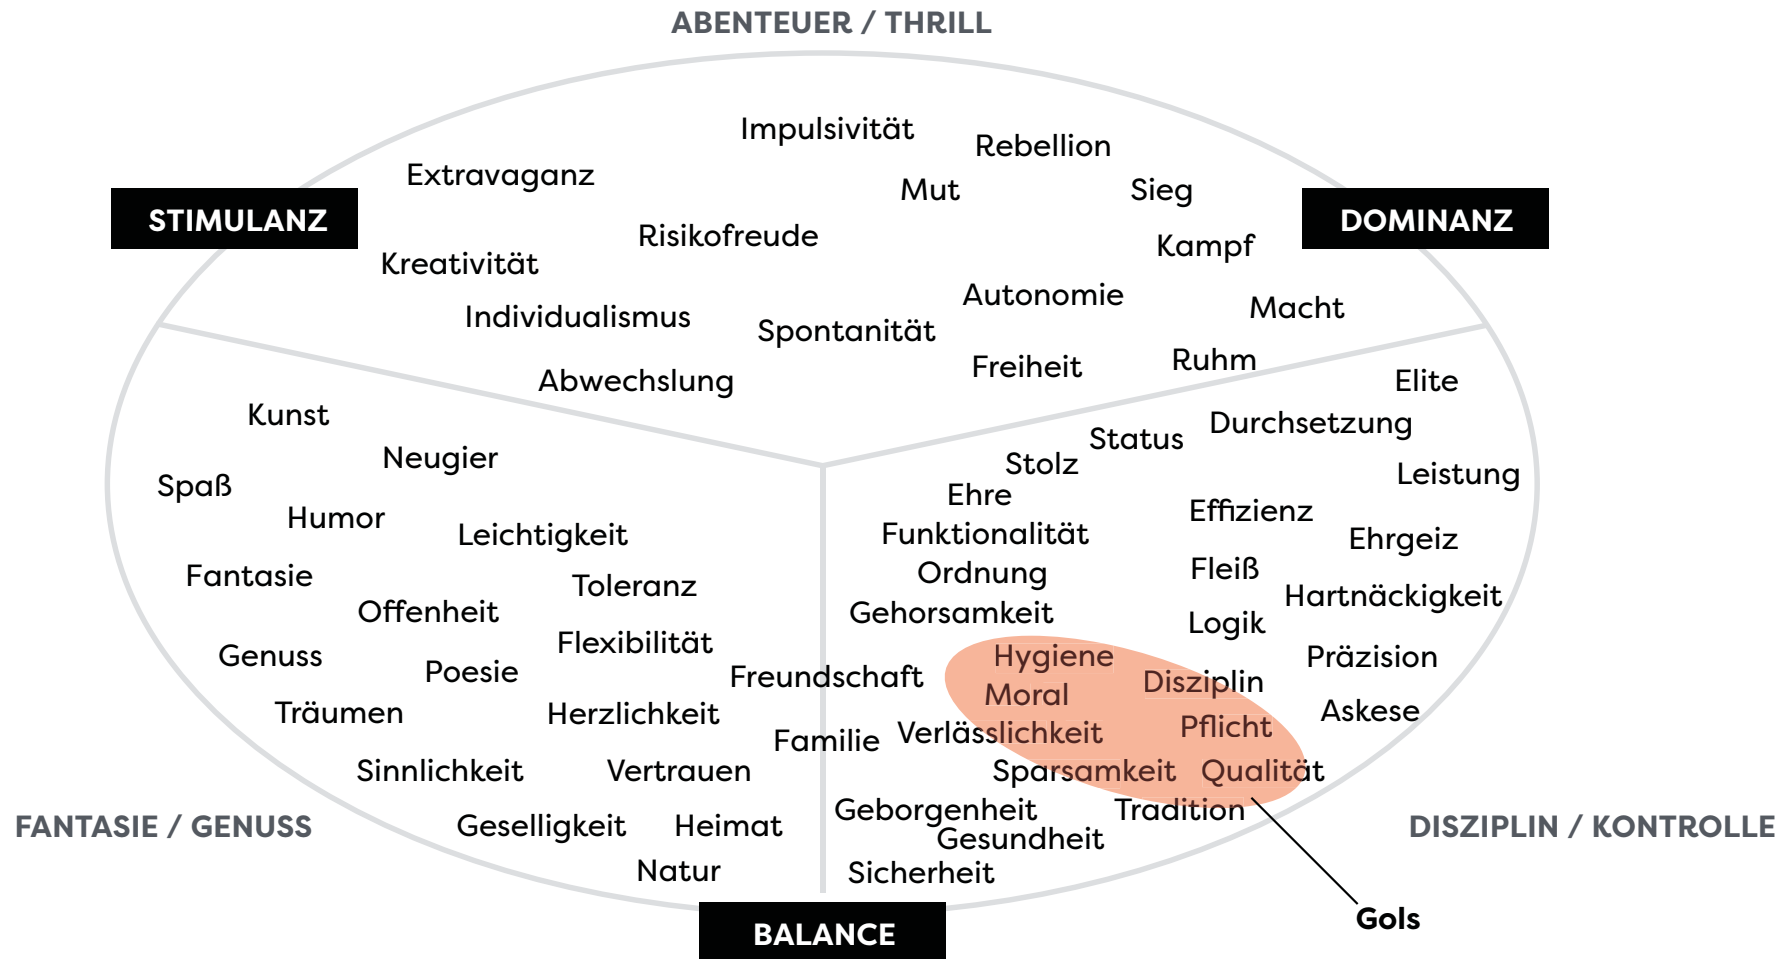 ABENTEUER / THRILL
Impulsivität
Rebellion
Extravaganz
Mut
Sieg
STIMULANZ
DOMINANZ
Risikofreude
Kampf
Kreativität
Autonomie
Macht
Individualismus
Spontanität
Freiheit
Ruhm
Abwechslung
Elite
Kunst
Durchsetzung
Status
Neugier
Stolz
Leistung
Spaß
Ehre
Effizienz
Humor
Leichtigkeit
Funktionalität
Ehrgeiz
Fantasie
Ordnung
Fleiß
Toleranz
Hartnäckigkeit
Offenheit
Gehorsamkeit
Logik
Flexibilität
Genuss
Hygiene
Präzision
Poesie
Freundschaft
Disziplin
Moral
Träumen
Herzlichkeit
Askese
Pflicht
Familie
Verlässlichkeit
Sinnlichkeit
Vertrauen
Sparsamkeit
Qualität
Geborgenheit
Tradition
FANTASIE / GENUSS
Geselligkeit
Heimat
DISZIPLIN / KONTROLLE
Gesundheit
Natur
Sicherheit
Gols
BALANCE